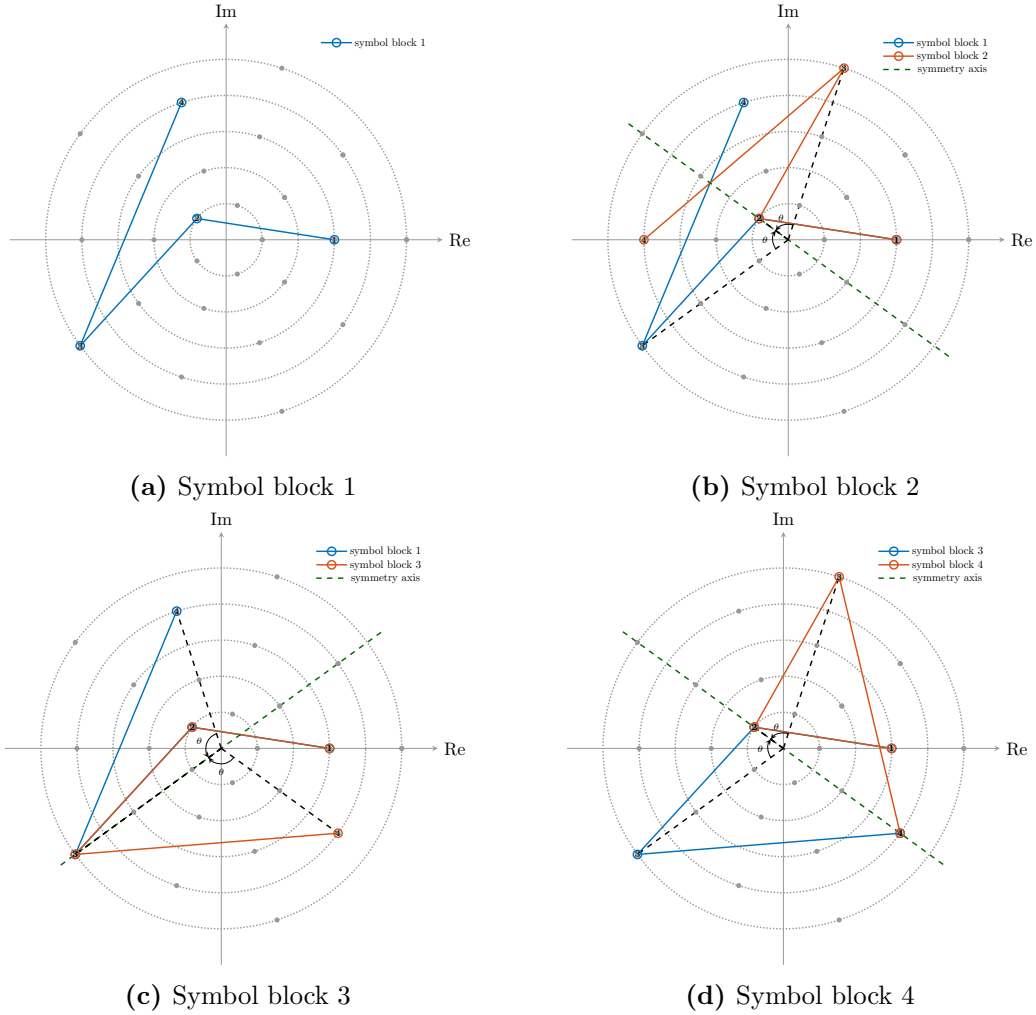 Im
symbol block 1
4
2
1
Re
3
(a) Symbol block 1
Im
symbol block 1
symbol block 2
symmetry axis
3
4
2
θ
4
θ
1
Re
3
(b) Symbol block 2
Im
symbol block 1
symbol block 3
symmetry axis
4
2
θ
1
Re
θ
4
3
(c) Symbol block 3
Im
symbol block 3
symbol block 4
symmetry axis
3
2
θ
θ
1
Re
4
3
(d) Symbol block 4